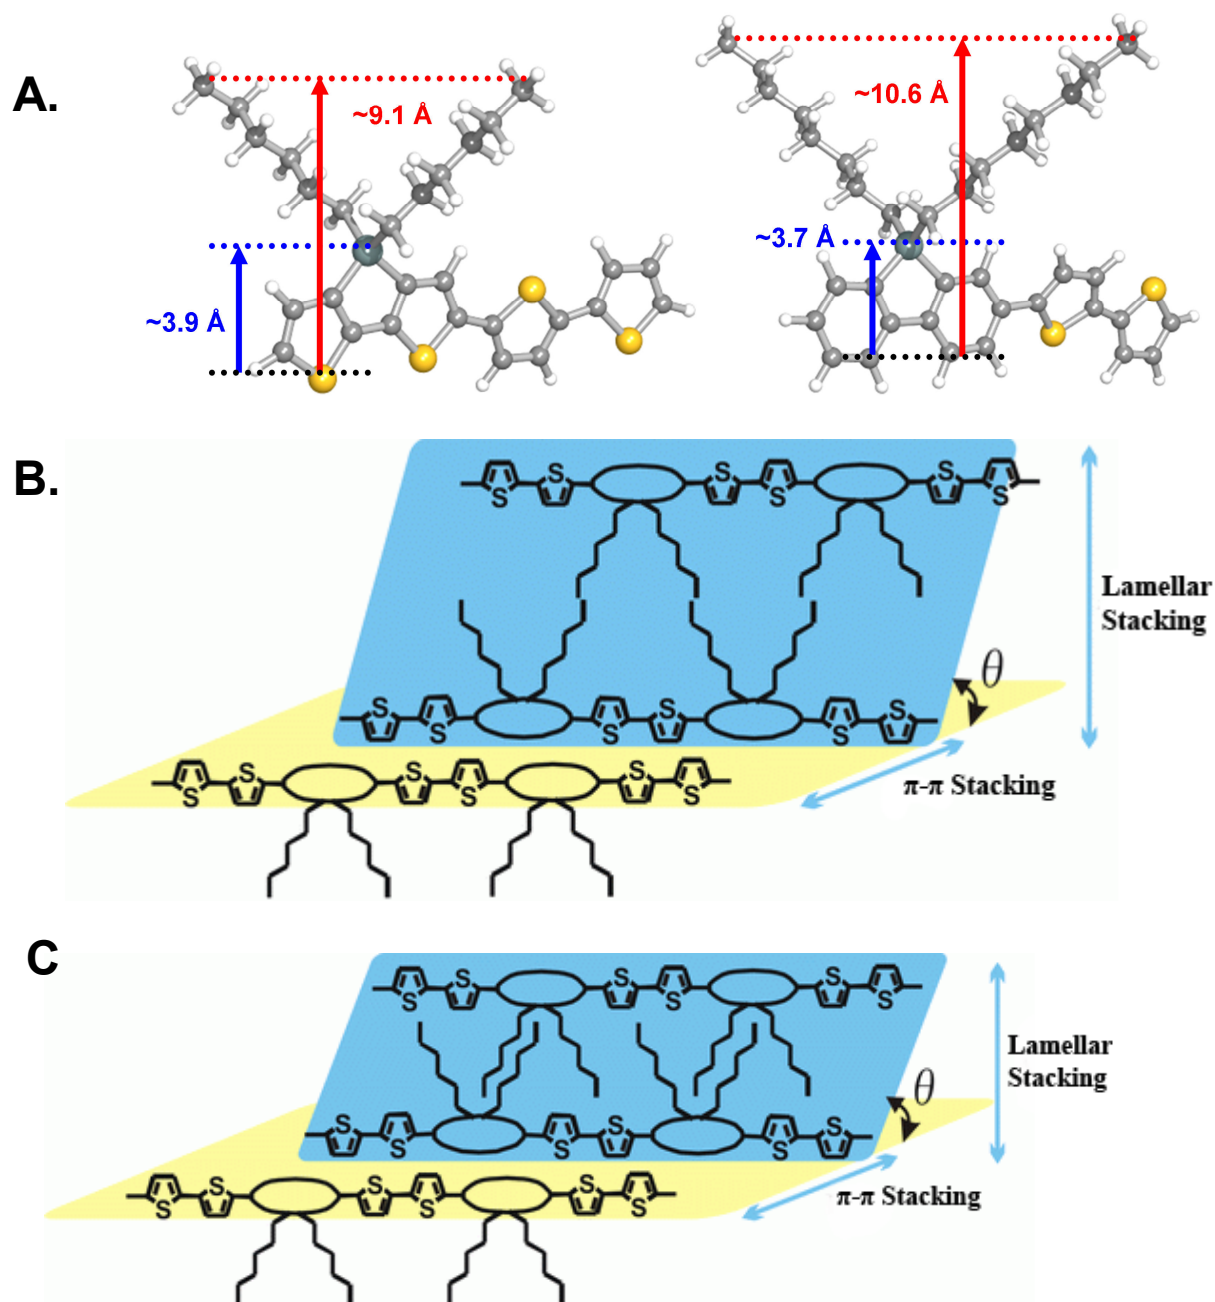 A.
~9.1 Å
~10.6 Å
~3.9 Å
~3.7 Å
B.
S S S S S S
Lamellar
Stacking
θ
S S S S S S
S S S S S S
π-π Stacking
C
S S S S S S
Lamellar
Stacking
θ
S S S S S S
S S S S S S
π-π Stacking